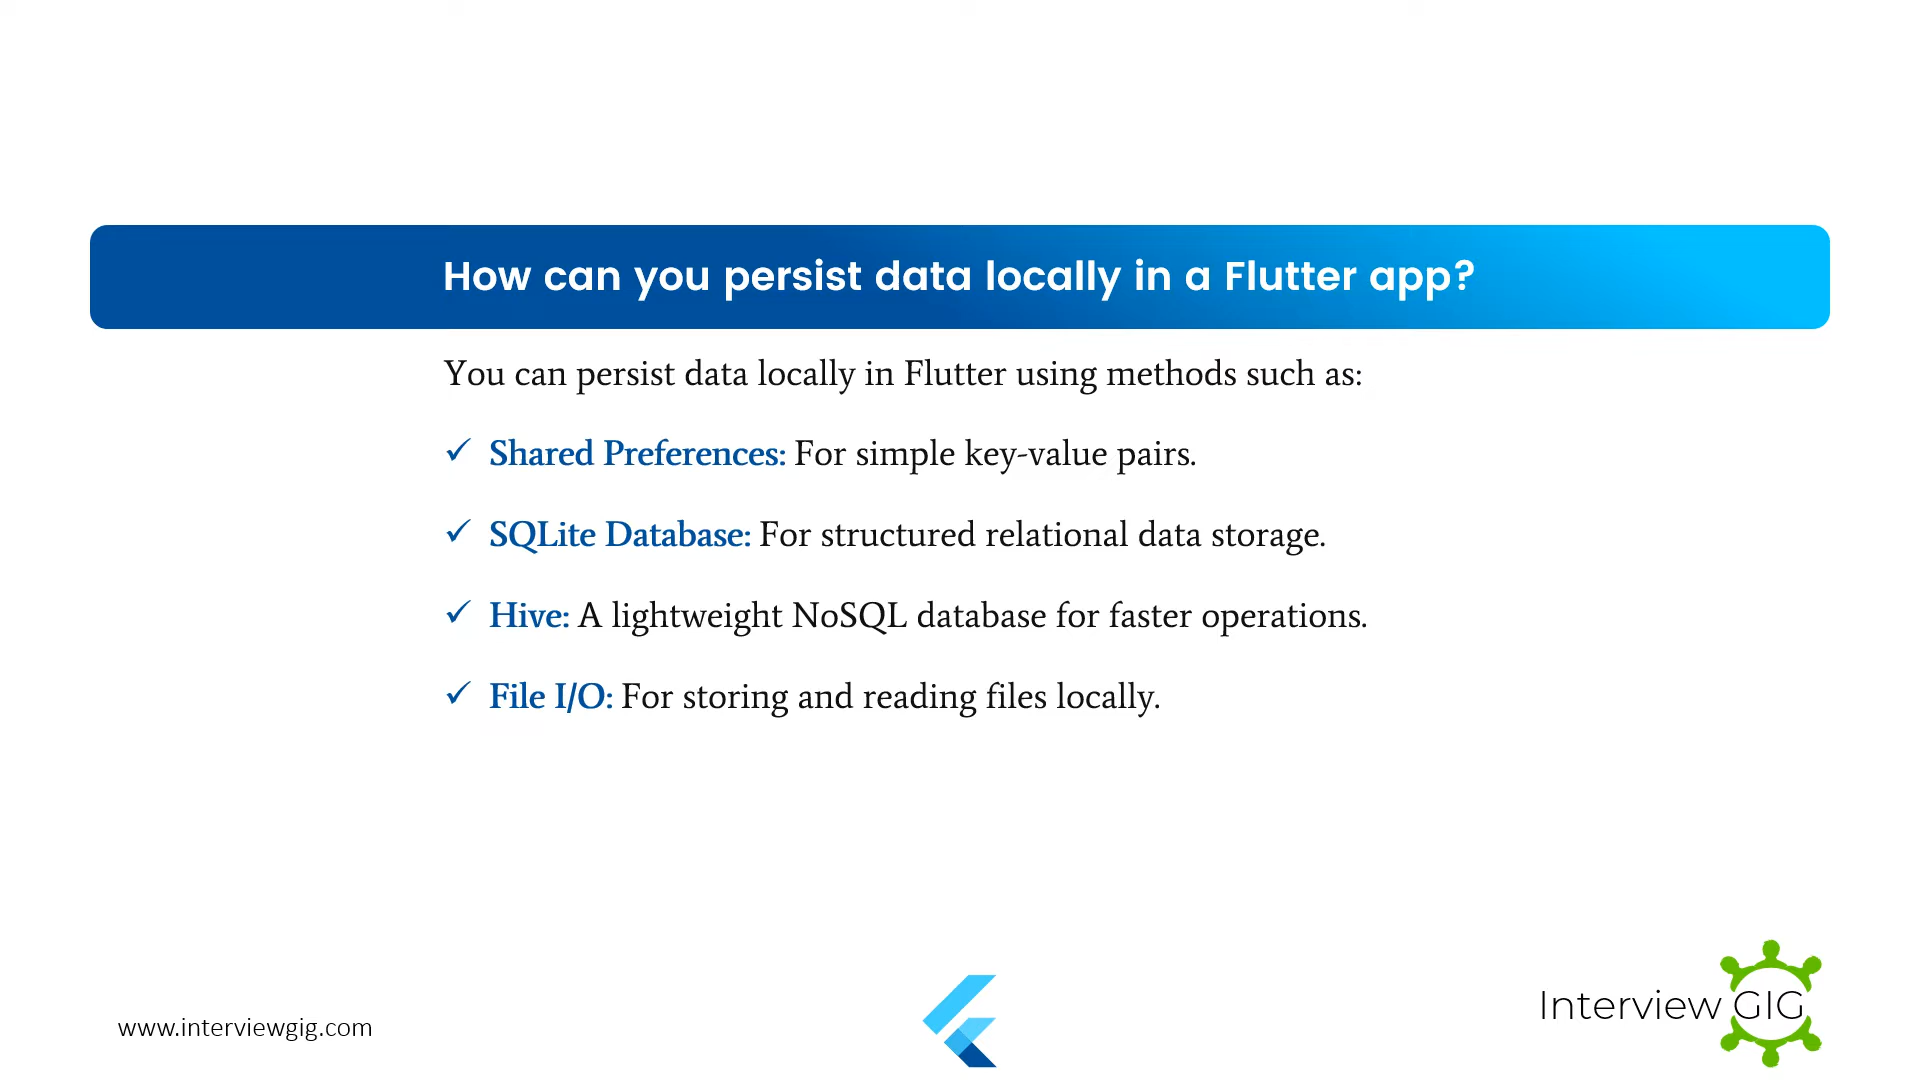 How can you persist data locally in a Flutter app?
You can persist data locally in Flutter using methods such as:
✓ Shared Preferences: For simple key-value pairs.
✓ SQLite Database: For structured relational data storage.
✓ Hive: A lightweight NoSQL database for faster operations.
✓ File I/O: For storing and reading files locally.
www.interviewgig.com
Interview GIG